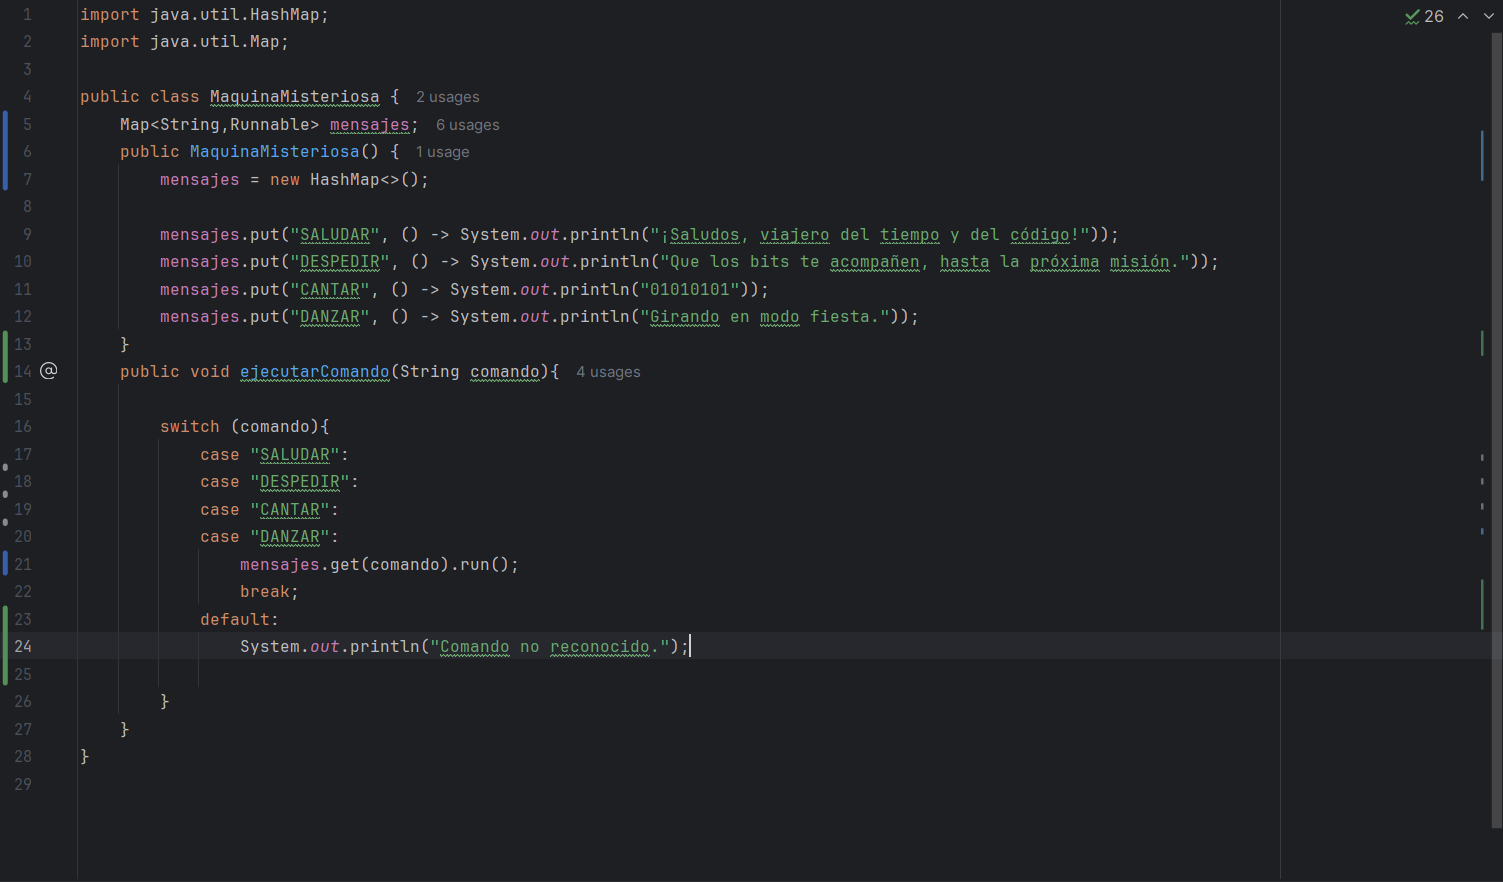 26
1 import java.util.HashMap;
2 import java.util.Map;
3
4 public class MaquinaMisteriosa { 2 usages
5 Map<String,Runnable> mensajes; 6 usages
6 public MaquinaMisteriosa() { 1 usage
7 mensajes = new HashMap<>();
8
9 mensajes.put("SALUDAR", () -> System.out.println("¡Saludos, viajero del tiempo y del código!"));
10 mensajes.put("DESPEDIR", () -> System.out.println("Que los bits te acompañen, hasta la próxima misión."));
11 mensajes.put("CANTAR", () -> System.out.println("01010101"));
12 mensajes.put("DANZAR", () -> System.out.println("Girando en modo fiesta."));
13 }
14 @ public void ejecutarComando(String comando){ 4 usages
15
16 switch (comando){
17 case "SALUDAR":
18 case "DESPEDIR":
19 case "CANTAR":
20 case "DANZAR":
21 mensajes.get(comando).run();
22 break;
23 default:
24 System.out.println("Comando no reconocido.");
25
26 }
27 }
28 }
29